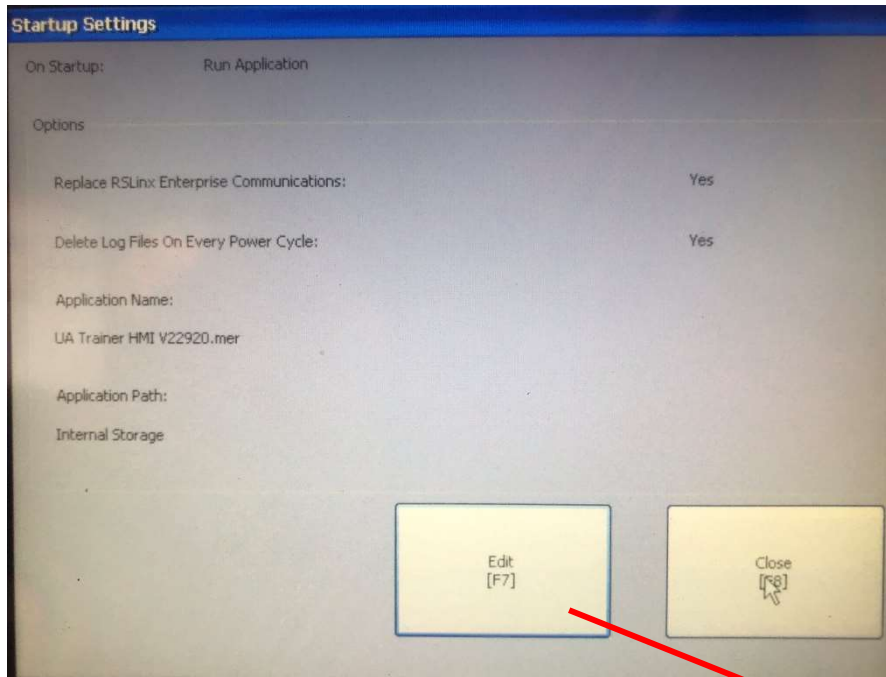 Startup Settings
On Startup: Run Application
Options
Replace RSLinx Enterprise Communications: Yes
Delete Log Files On Every Power Cycle: Yes
Application Name:
UA Trainer HMI V22920.mer
Application Path:
Internal Storage
Edit
[F7]
Close
[F8]